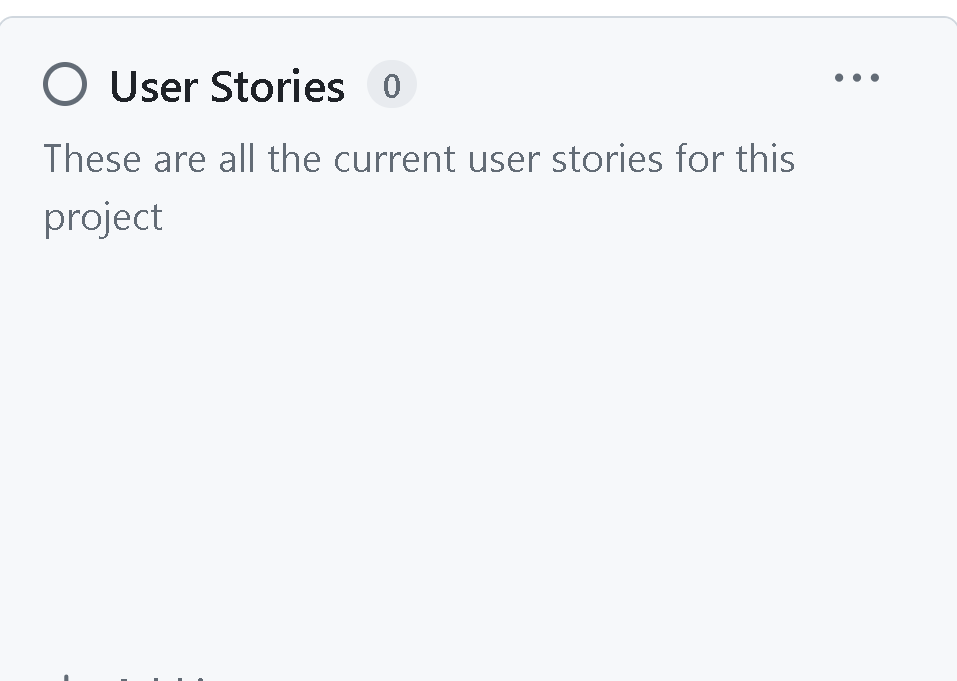 User Stories 0
These are all the current user stories for this
project